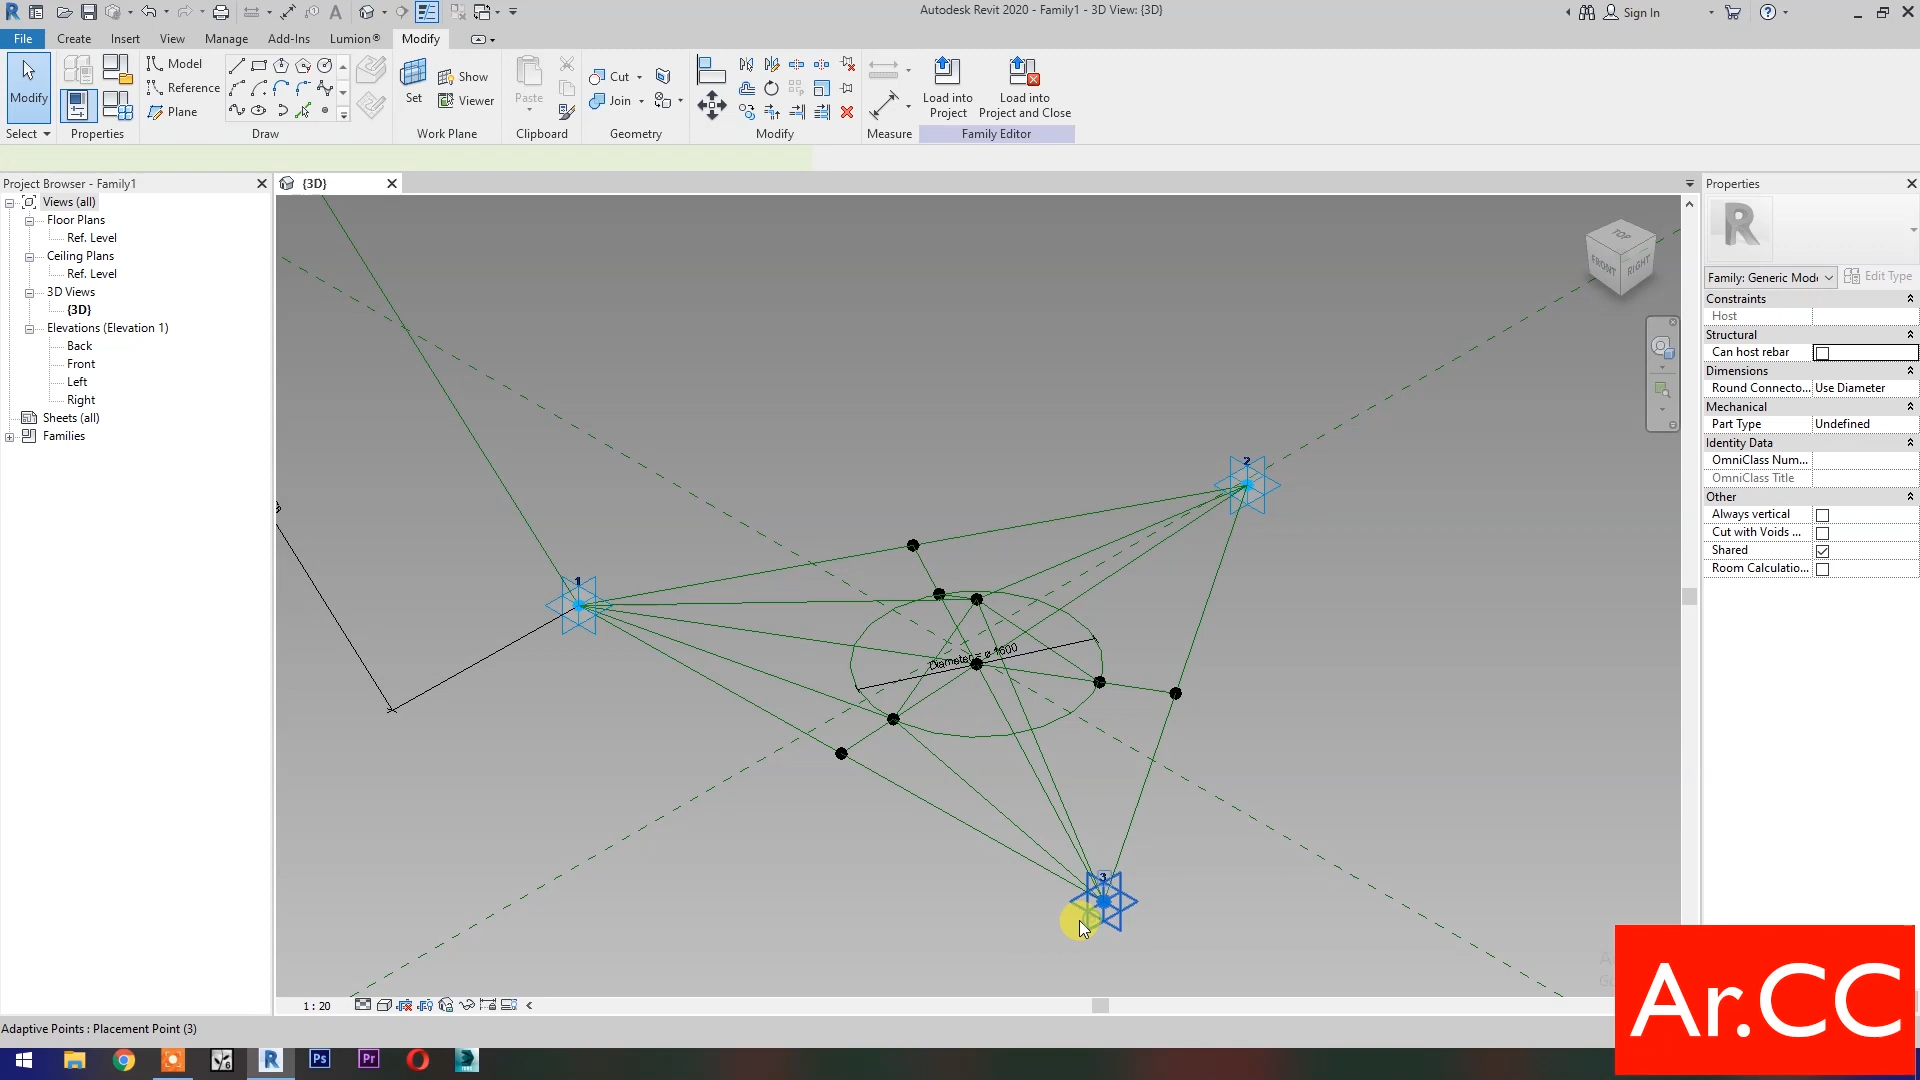 Autodesk Revit 2020 - Family1 - 3D View: {3D}
Sign In
File Create Insert View Manage Add-Ins Lumion® Modify
Modify
Select
Properties
Model
Reference
Plane
Draw
Set
Show
Viewer
Work Plane
Paste
Clipboard
Cut
Join
Geometry
Modify
Measure
Load into
Project
Load into
Project and Close
Family Editor
Project Browser - Family1
Views (all)
Floor Plans
Ref. Level
Ceiling Plans
Ref. Level
3D Views
{3D}
Elevations (Elevation 1)
Back
Front
Left
Right
Sheets (all)
Families
{3D}
TOP
FRONT
RIGHT
1
2
3
Diameter = ø 1600
Properties
Family: Generic Mode
Edit Type
Constraints
Host
Structural
Can host rebar
Dimensions
Round Connecto... Use Diameter
Mechanical
Part Type Undefined
Identity Data
OmniClass Num...
OmniClass Title
Other
Always vertical
Cut with Voids ...
Shared
Room Calculatio...
1 : 20
Adaptive Points : Placement Point (3)
Ps
Pr
Ar.CC